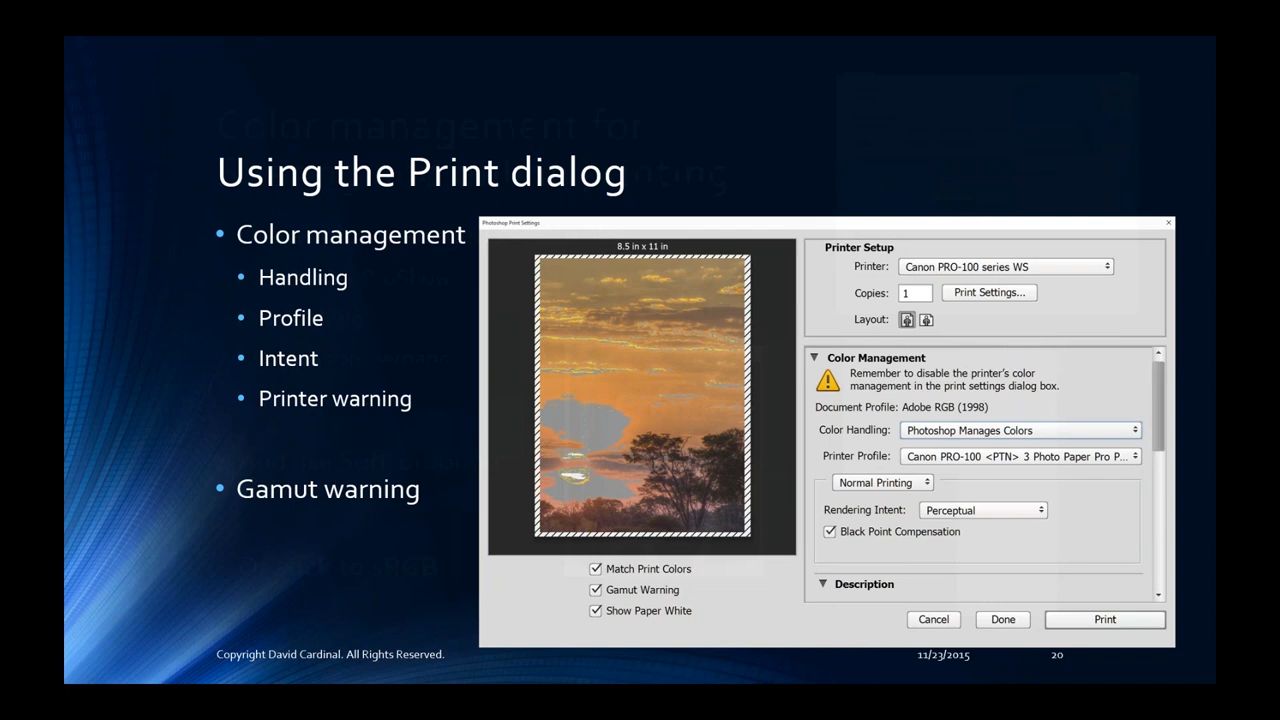 Color management for
Using the Print dialog
Color management
Handling
Profile
Intent
Printer warning
Gamut warning
Photoshop Print Settings
8.5 in x 11 in
Match Print Colors
Gamut Warning
Show Paper White
Printer Setup
Printer: Canon PRO-100 series WS
Copies: 1 Print Settings...
Layout:
Color Management
Remember to disable the printer's color
management in the print settings dialog box.
Document Profile: Adobe RGB (1998)
Color Handling: Photoshop Manages Colors
Printer Profile: Canon PRO-100 <PTN> 3 Photo Paper Pro P...
Normal Printing
Rendering Intent: Perceptual
Black Point Compensation
Description
Cancel Done Print
Copyright David Cardinal. All Rights Reserved. 11/23/2015 20